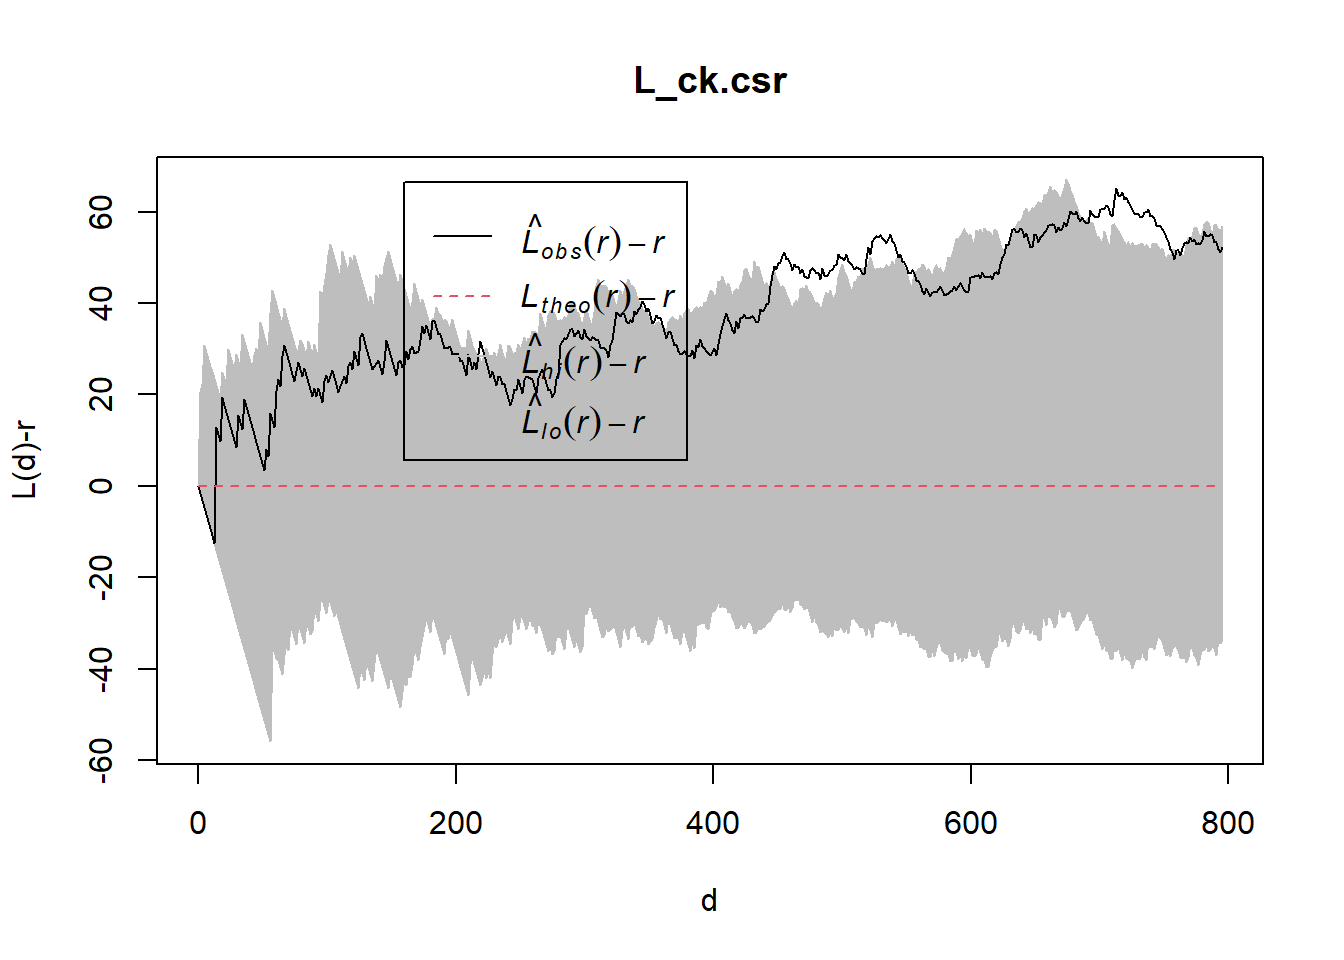 L_ck.csr
L(d)-r
60
40
20
0
-20
-40
-60
L̂obs(r) – r
Ltheo(r) – r
L̂hi(r) – r
L̂lo(r) – r
0 200 400 600 800
d